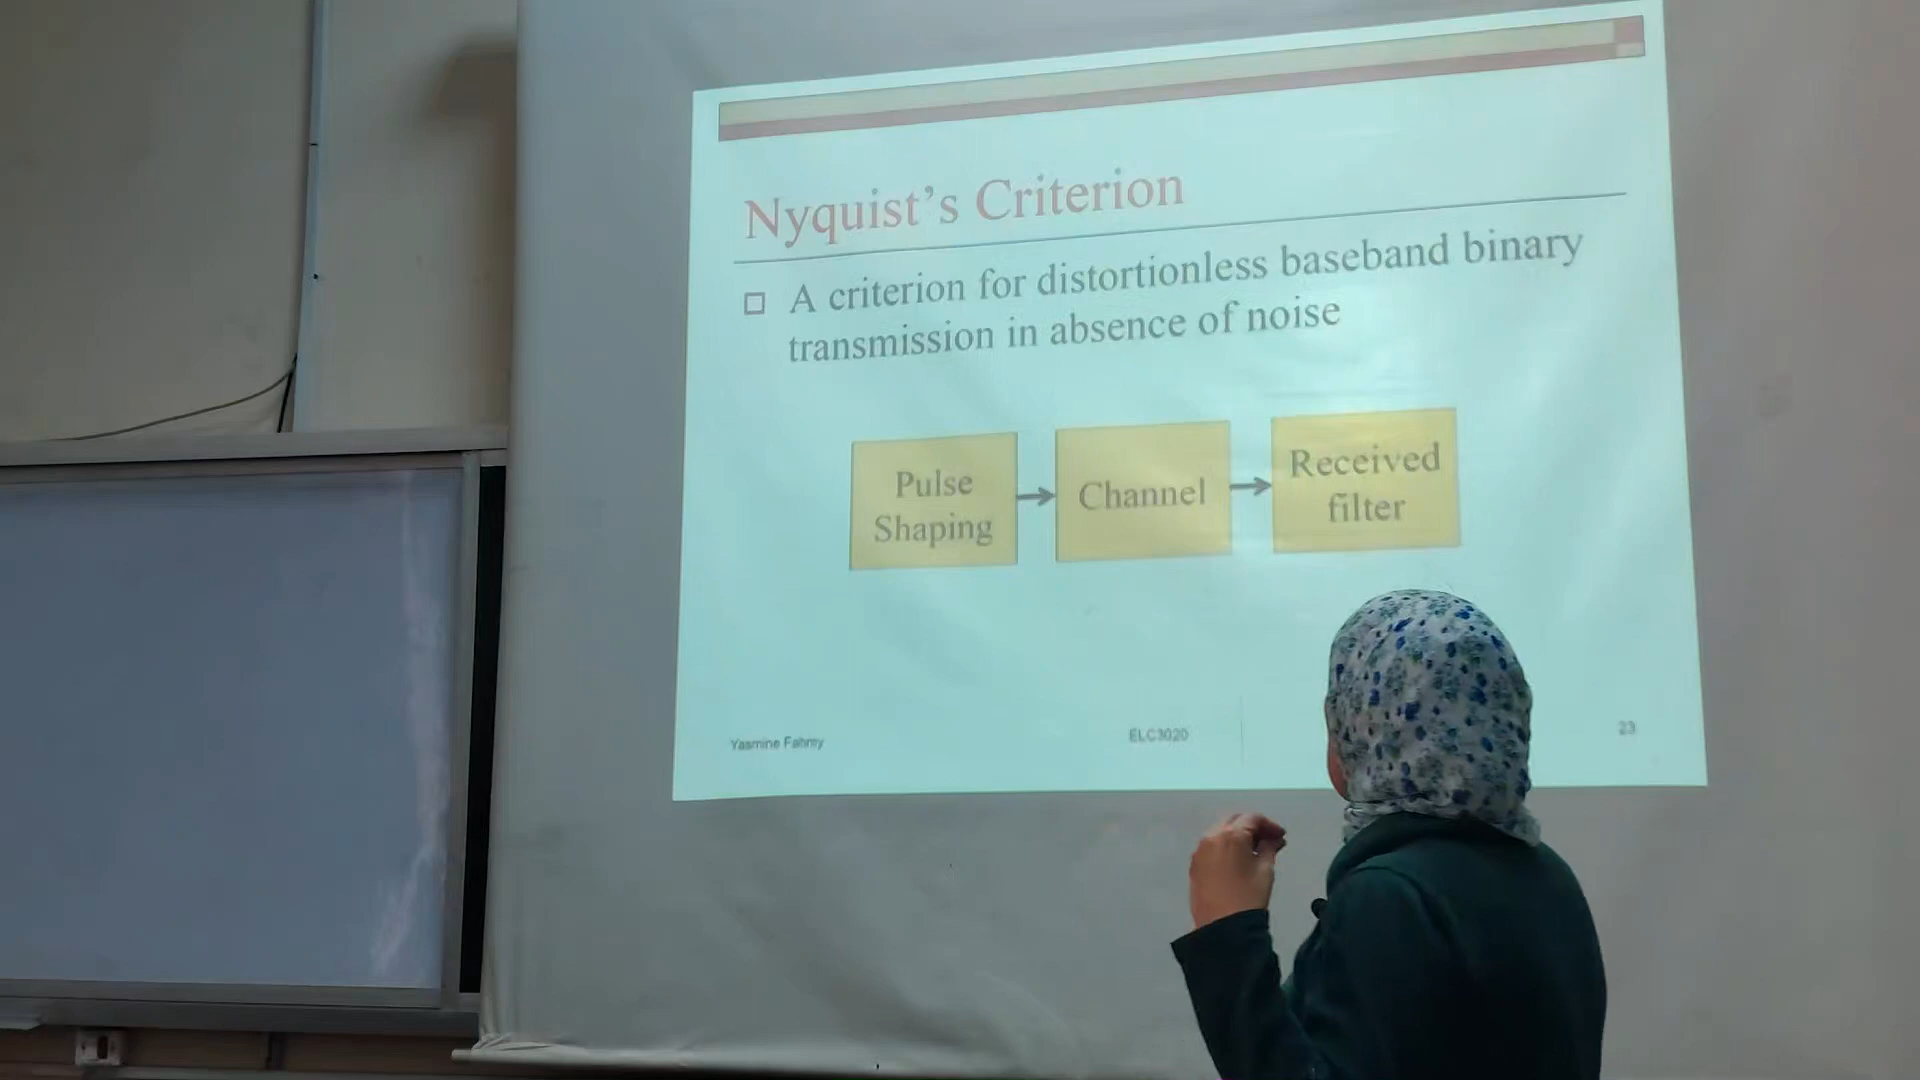 Nyquist's Criterion
A criterion for distortionless baseband binary
transmission in absence of noise
Pulse
Shaping
Channel
Received
filter
Yasmine Fahmy
ELC3020
23